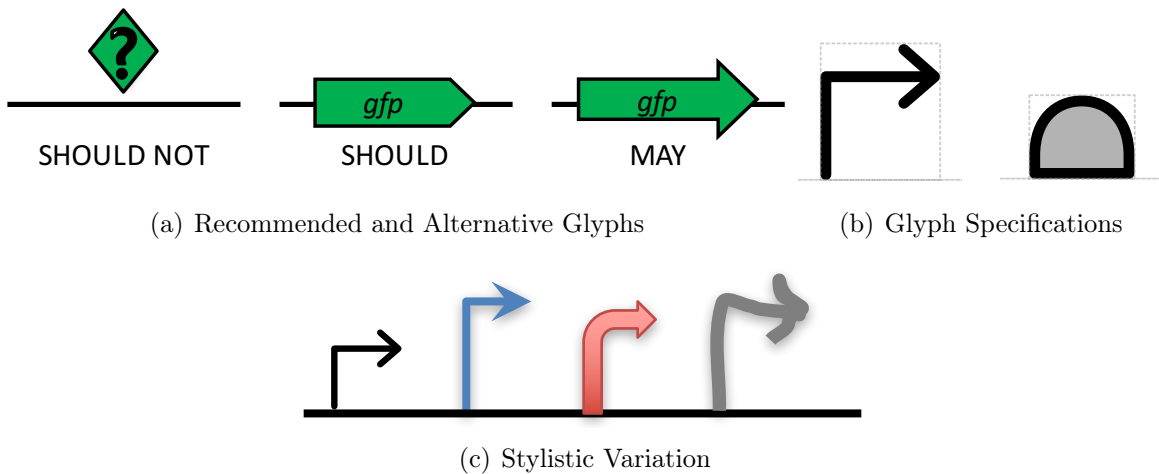 ?
gfp gfp
SHOULD NOT SHOULD MAY
(a) Recommended and Alternative Glyphs (b) Glyph Specifications
(c) Stylistic Variation